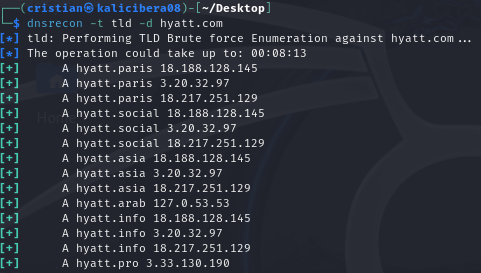 (cristian㉿kalicibera08)-[~/Desktop]
$ dnsrecon -t tld -d hyatt.com
[*] tld: Performing TLD Brute force Enumeration against hyatt.com...
[*] The operation could take up to: 00:08:13
[+] A hyatt.paris 18.188.128.145
[+] A hyatt.paris 3.20.32.97
[+] A hyatt.paris 18.217.251.129
[+] A hyatt.social 18.188.128.145
[+] A hyatt.social 3.20.32.97
[+] A hyatt.social 18.217.251.129
[+] A hyatt.asia 18.188.128.145
[+] A hyatt.asia 3.20.32.97
[+] A hyatt.asia 18.217.251.129
[+] A hyatt.arab 127.0.53.53
[+] A hyatt.info 18.188.128.145
[+] A hyatt.info 3.20.32.97
[+] A hyatt.info 18.217.251.129
[+] A hyatt.pro 3.33.130.190